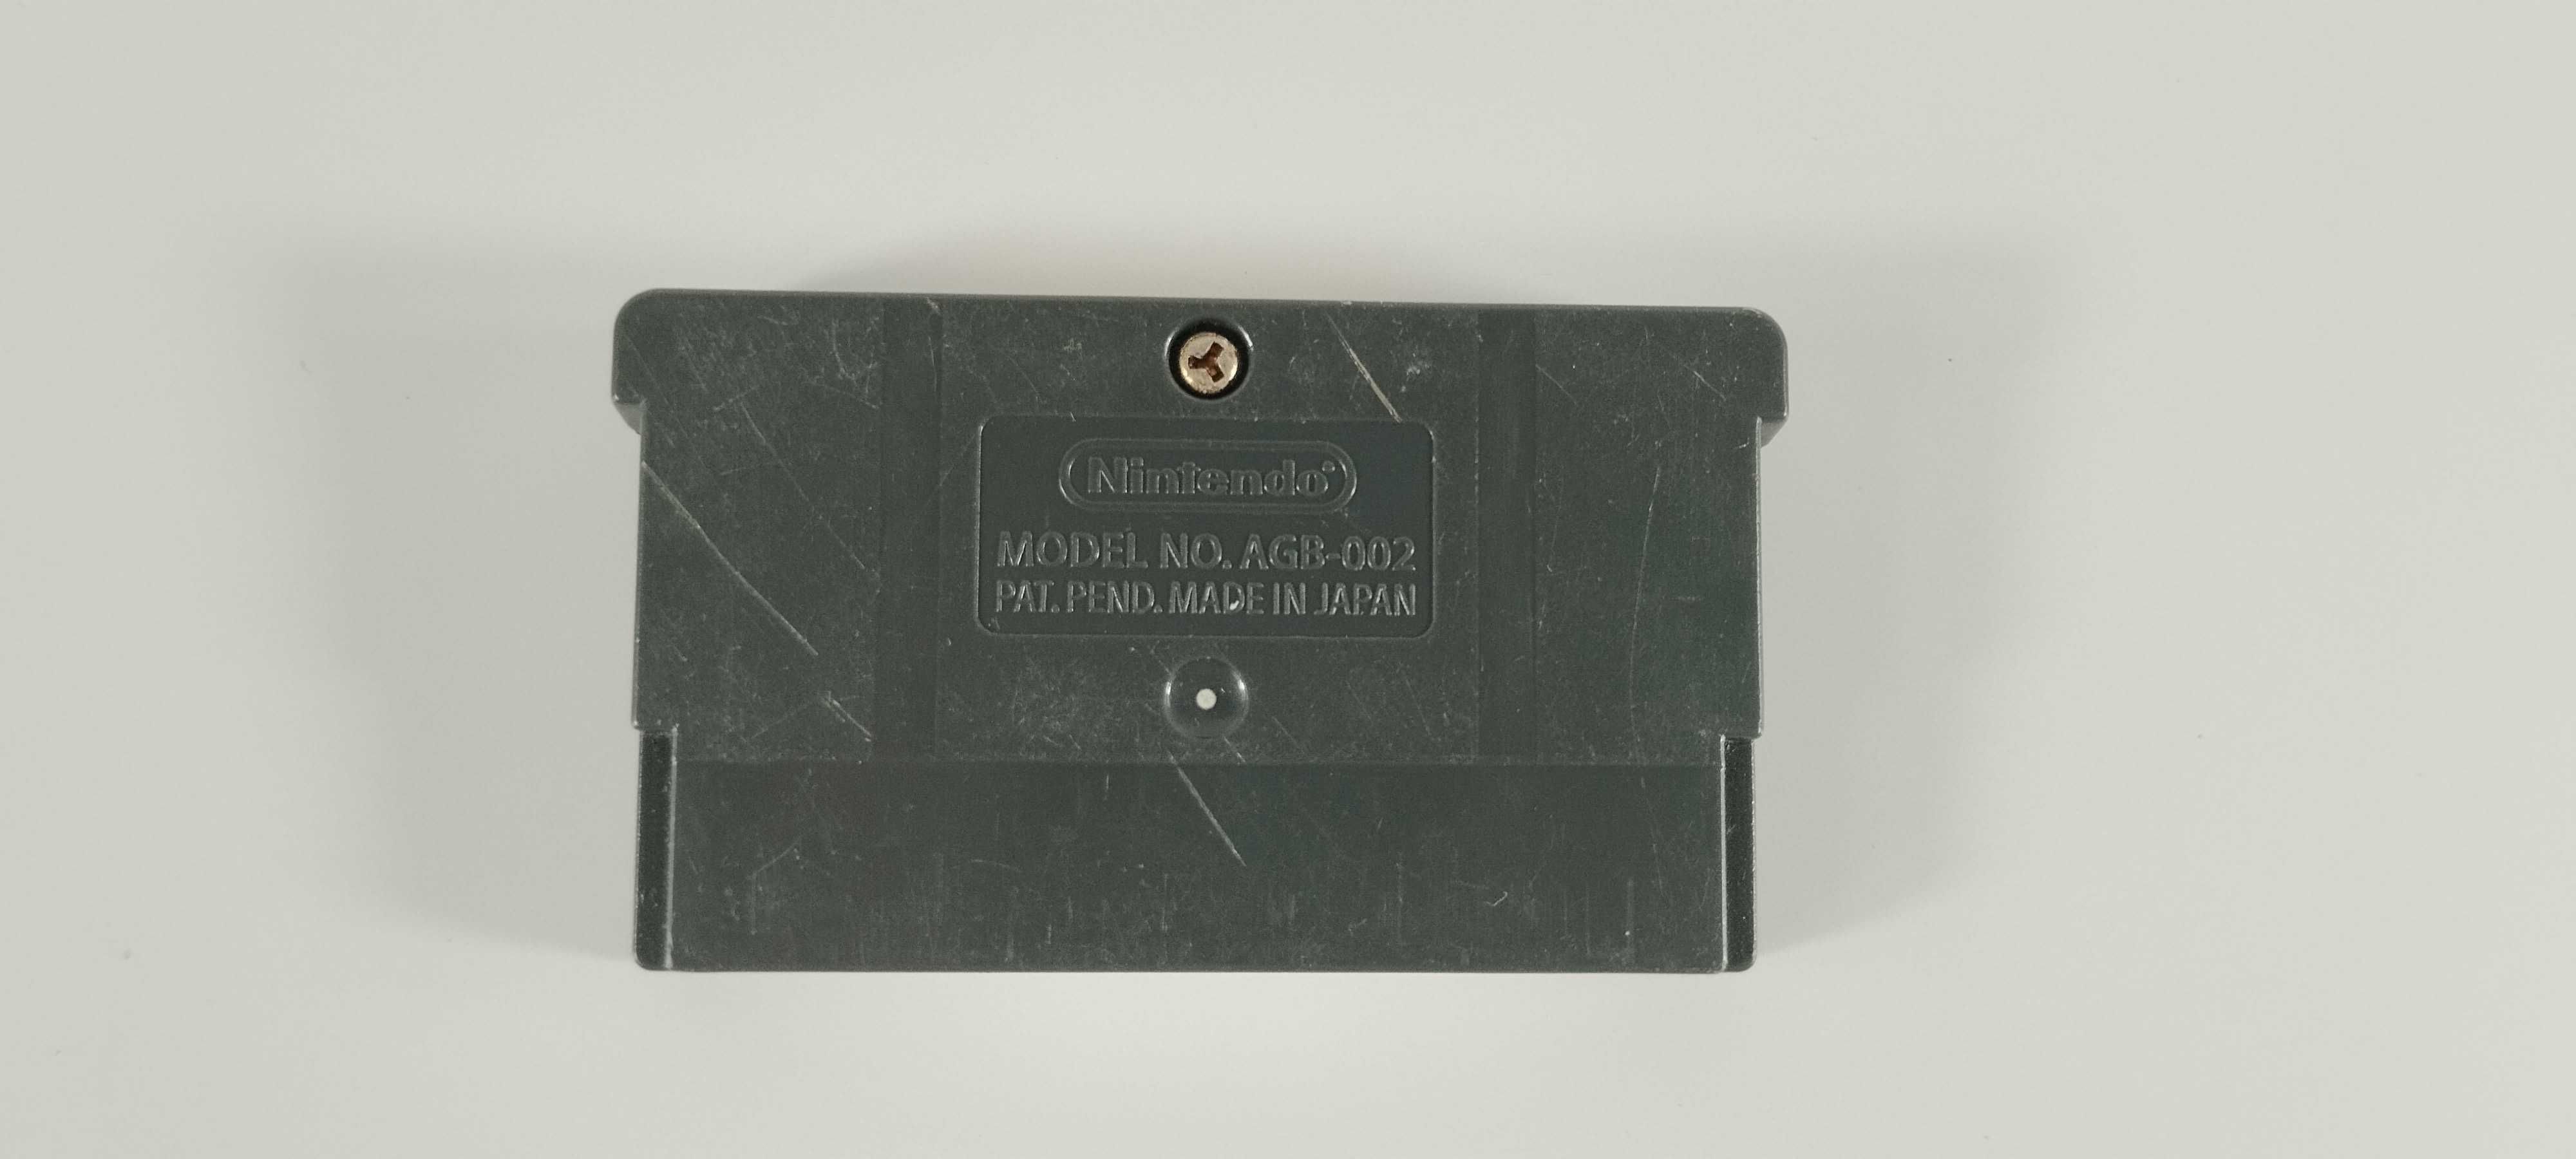 Nintendo
MODEL NO. AGB-002
PAT. PEND. MADE IN JAPAN